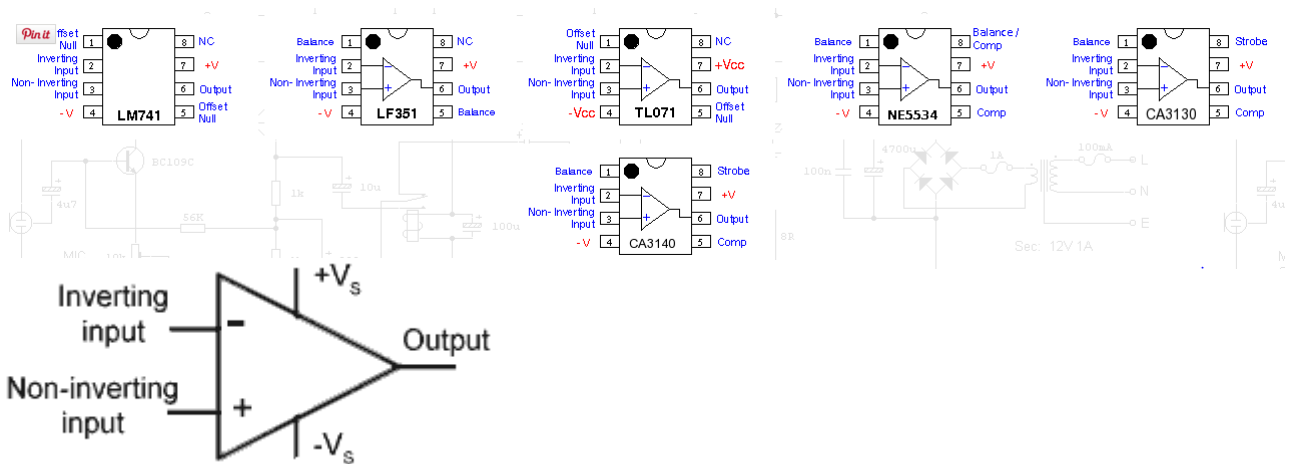 Pin it
ffset
Null 1
8 NC
Inverting
Input 2
7 +V
Non- Inverting
Input 3
6 Output
-V 4
5 Offset
Null
LM741
Balance 1
8 NC
Inverting
Input 2
7 +V
Non- Inverting
Input 3
6 Output
-V 4
5 Balance
LF351
Offset
Null 1
8 NC
Inverting
Input 2
7 +Vcc
Non- Inverting
Input 3
6 Output
-Vcc 4
5 Offset
Null
TL071
Balance 1
8 Balance /
Comp
Inverting
Input 2
7 +V
Non- Inverting
Input 3
6 Output
-V 4
5 Comp
NE5534
Balance 1
8 Strobe
Inverting
Input 2
7 +V
Non- Inverting
Input 3
6 Output
-V 4
5 Comp
CA3130
Balance 1
8 Strobe
Inverting
Input 2
7 +V
Non- Inverting
Input 3
6 Output
-V 4
5 Comp
CA3140
BC109C
4u7
56K
MIC
10k
1k
10u
100u
8R
100n
4700u
1A
100mA
L
N
E
Sec: 12V 1A
4u
Inverting
input
-
Non-inverting
input
+
+Vs
Output
-Vs